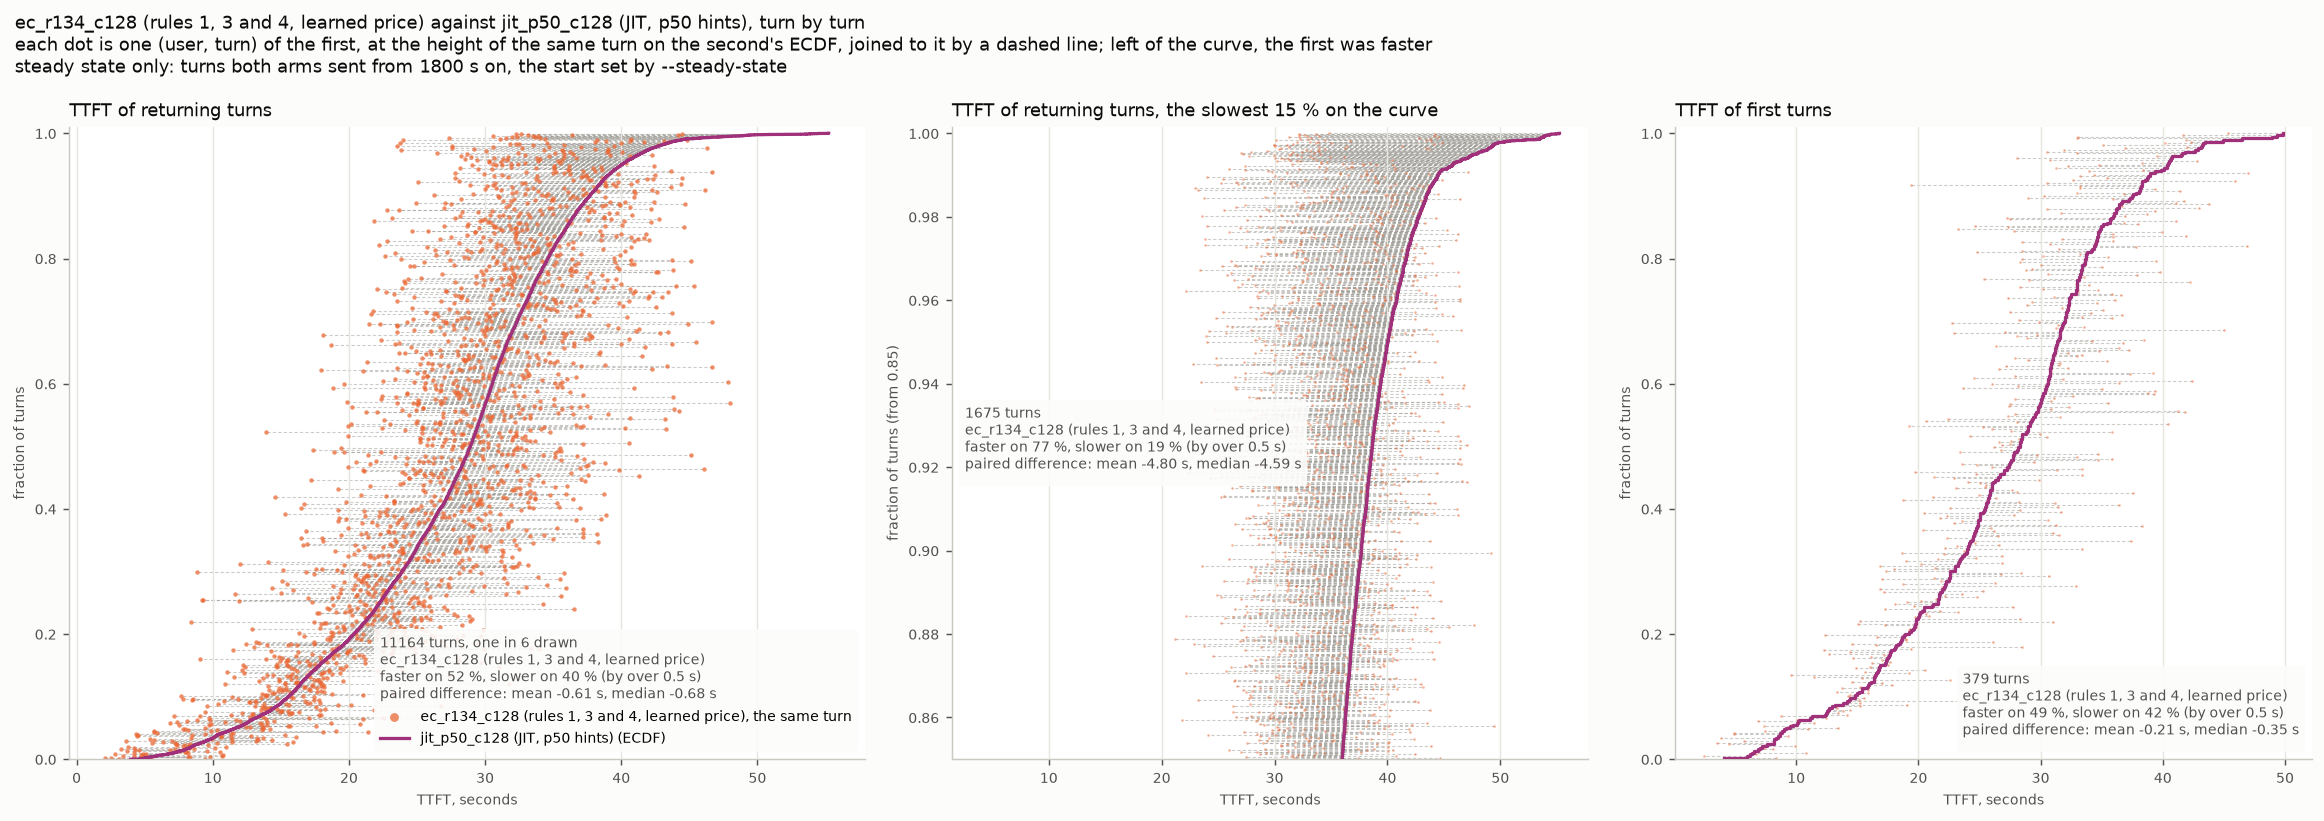 ec_r134_c128 (rules 1, 3 and 4, learned price) against jit_p50_c128 (JIT, p50 hints), turn by turn
each dot is one (user, turn) of the first, at the height of the same turn on the second's ECDF, joined to it by a dashed line; left of the curve, the first was faster
steady state only: turns both arms sent from 1800 s on, the start set by --steady-state
TTFT of returning turns
1.0
0.8
0.6
0.4
0.2
0.0
fraction of turns
0 10 20 30 40 50
TTFT, seconds
11164 turns, one in 6 drawn
ec_r134_c128 (rules 1, 3 and 4, learned price)
faster on 52 %, slower on 40 % (by over 0.5 s)
paired difference: mean -0.61 s, median -0.68 s
ec_r134_c128 (rules 1, 3 and 4, learned price), the same turn
jit_p50_c128 (JIT, p50 hints) (ECDF)
TTFT of returning turns, the slowest 15 % on the curve
1.00
0.98
0.96
0.94
0.92
0.90
0.88
0.86
fraction of turns (from 0.85)
10 20 30 40 50
TTFT, seconds
1675 turns
ec_r134_c128 (rules 1, 3 and 4, learned price)
faster on 77 %, slower on 19 % (by over 0.5 s)
paired difference: mean -4.80 s, median -4.59 s
TTFT of first turns
1.0
0.8
0.6
0.4
0.2
0.0
fraction of turns
10 20 30 40 50
TTFT, seconds
379 turns
ec_r134_c128 (rules 1, 3 and 4, learned price)
faster on 49 %, slower on 42 % (by over 0.5 s)
paired difference: mean -0.21 s, median -0.35 s